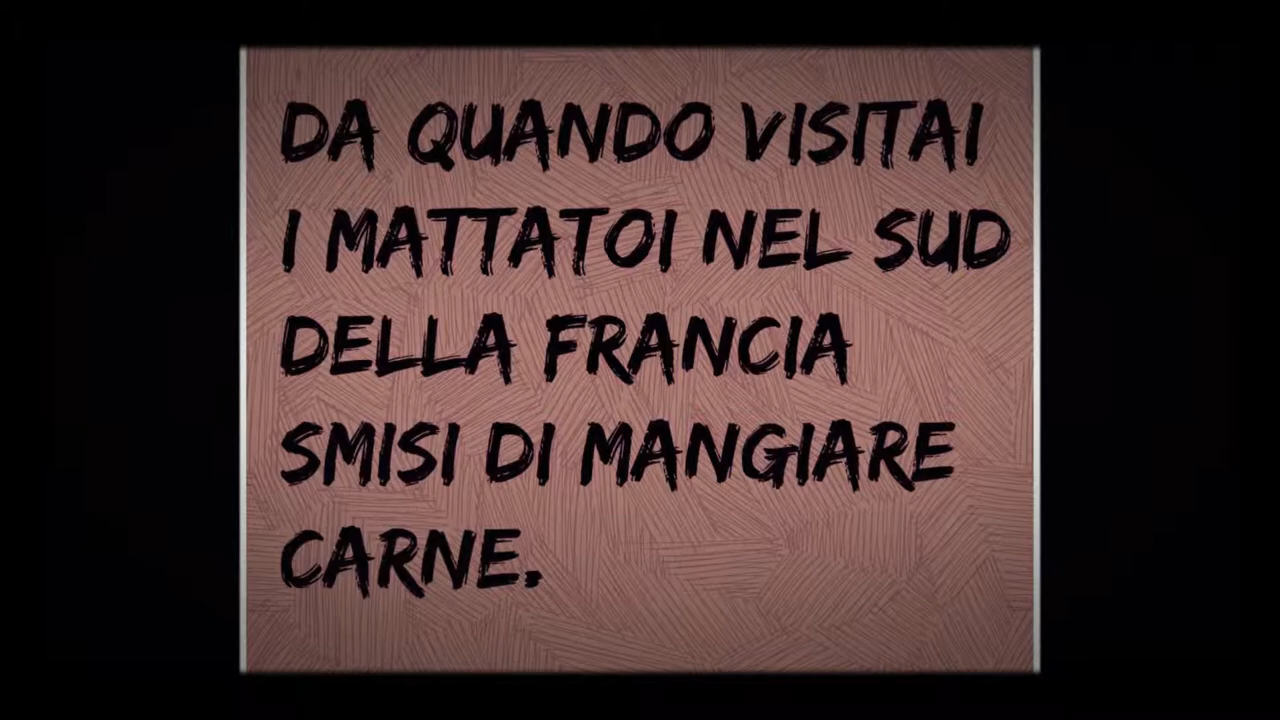 DA QUANDO VISITAI
I MATTATOI NEL SUD
DELLA FRANCIA
SMISI DI MANGIARE
CARNE.